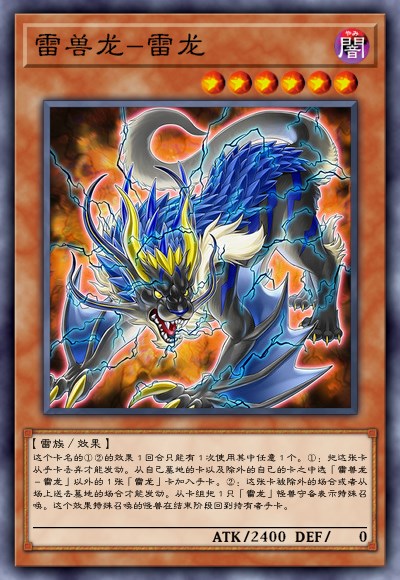 雷兽龙-雷龙
やみ
闇
【雷族/效果】
这个卡名的①②的效果1回合只能有1次使用其中任意1个。①：把这张卡
从手卡丢弃才能发动。从自己墓地的卡以及除外的自己的卡之中选「雷兽龙
-雷龙」以外的1张「雷龙」卡加入手卡。②：这张卡被除外的场合或者从
场上送去墓地的场合才能发动。从卡组把1只「雷龙」怪兽守备表示特殊召
唤。这个效果特殊召唤的怪兽在结束阶段回到持有者手卡。
ATK/2400 DEF/ 0